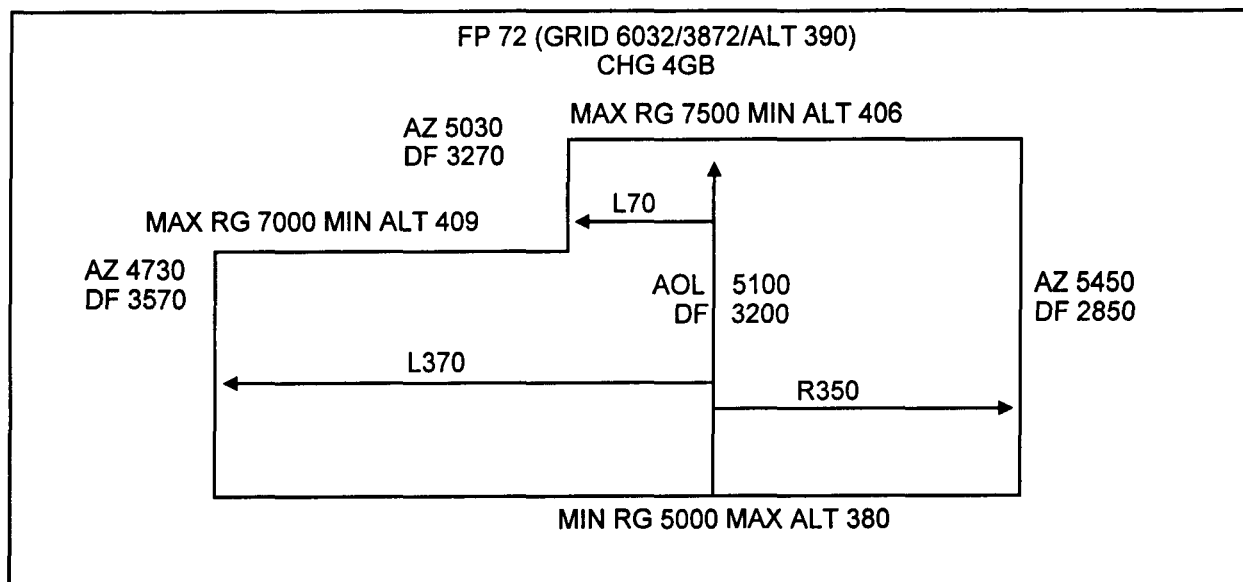 FP 72 (GRID 6032/3872/ALT 390)
CHG 4GB
MAX RG 7500 MIN ALT 406
AZ 5030
DF 3270
L70
MAX RG 7000 MIN ALT 409
AZ 4730
DF 3570
AOL 5100
DF 3200
AZ 5450
DF 2850
L370
R350
MIN RG 5000 MAX ALT 380